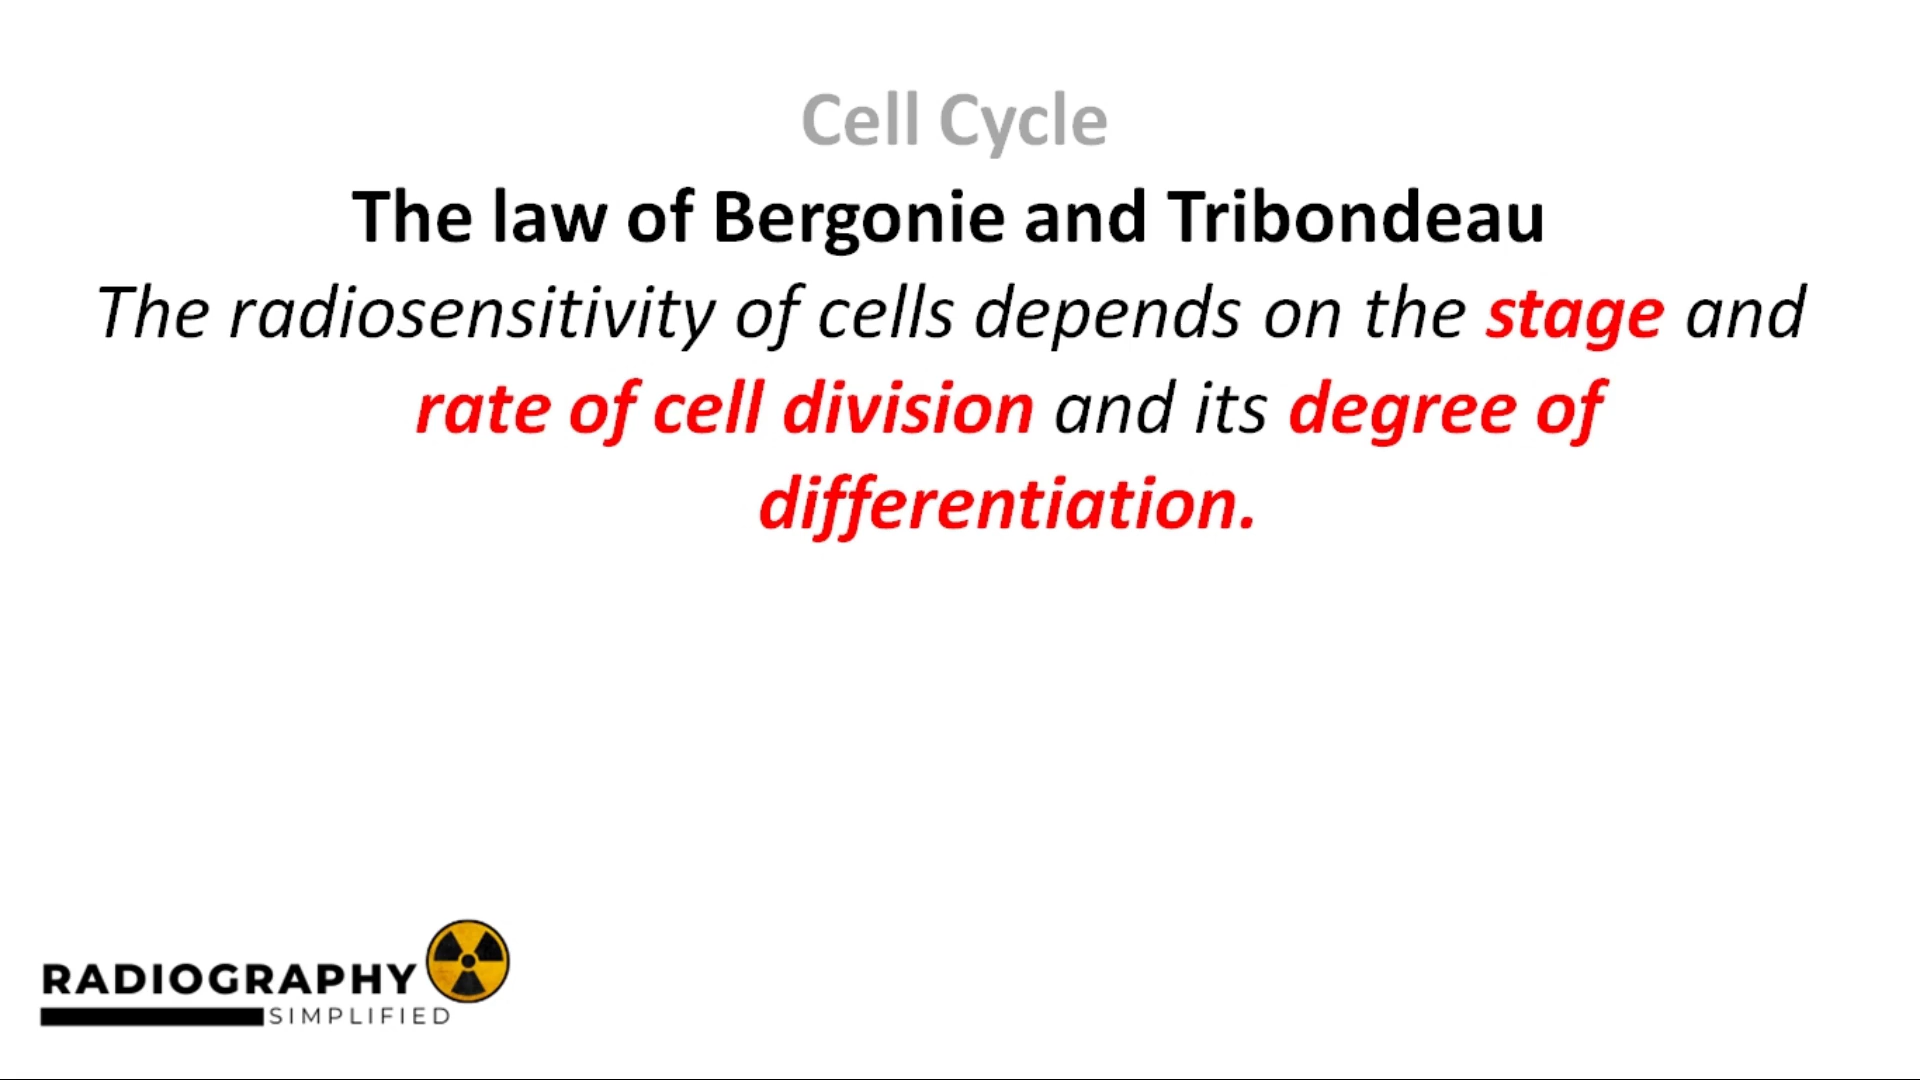 Cell Cycle
The law of Bergonie and Tribondeau
The radiosensitivity of cells depends on the stage and
rate of cell division and its degree of
differentiation.
RADIOGRAPHY
SIMPLIFIED